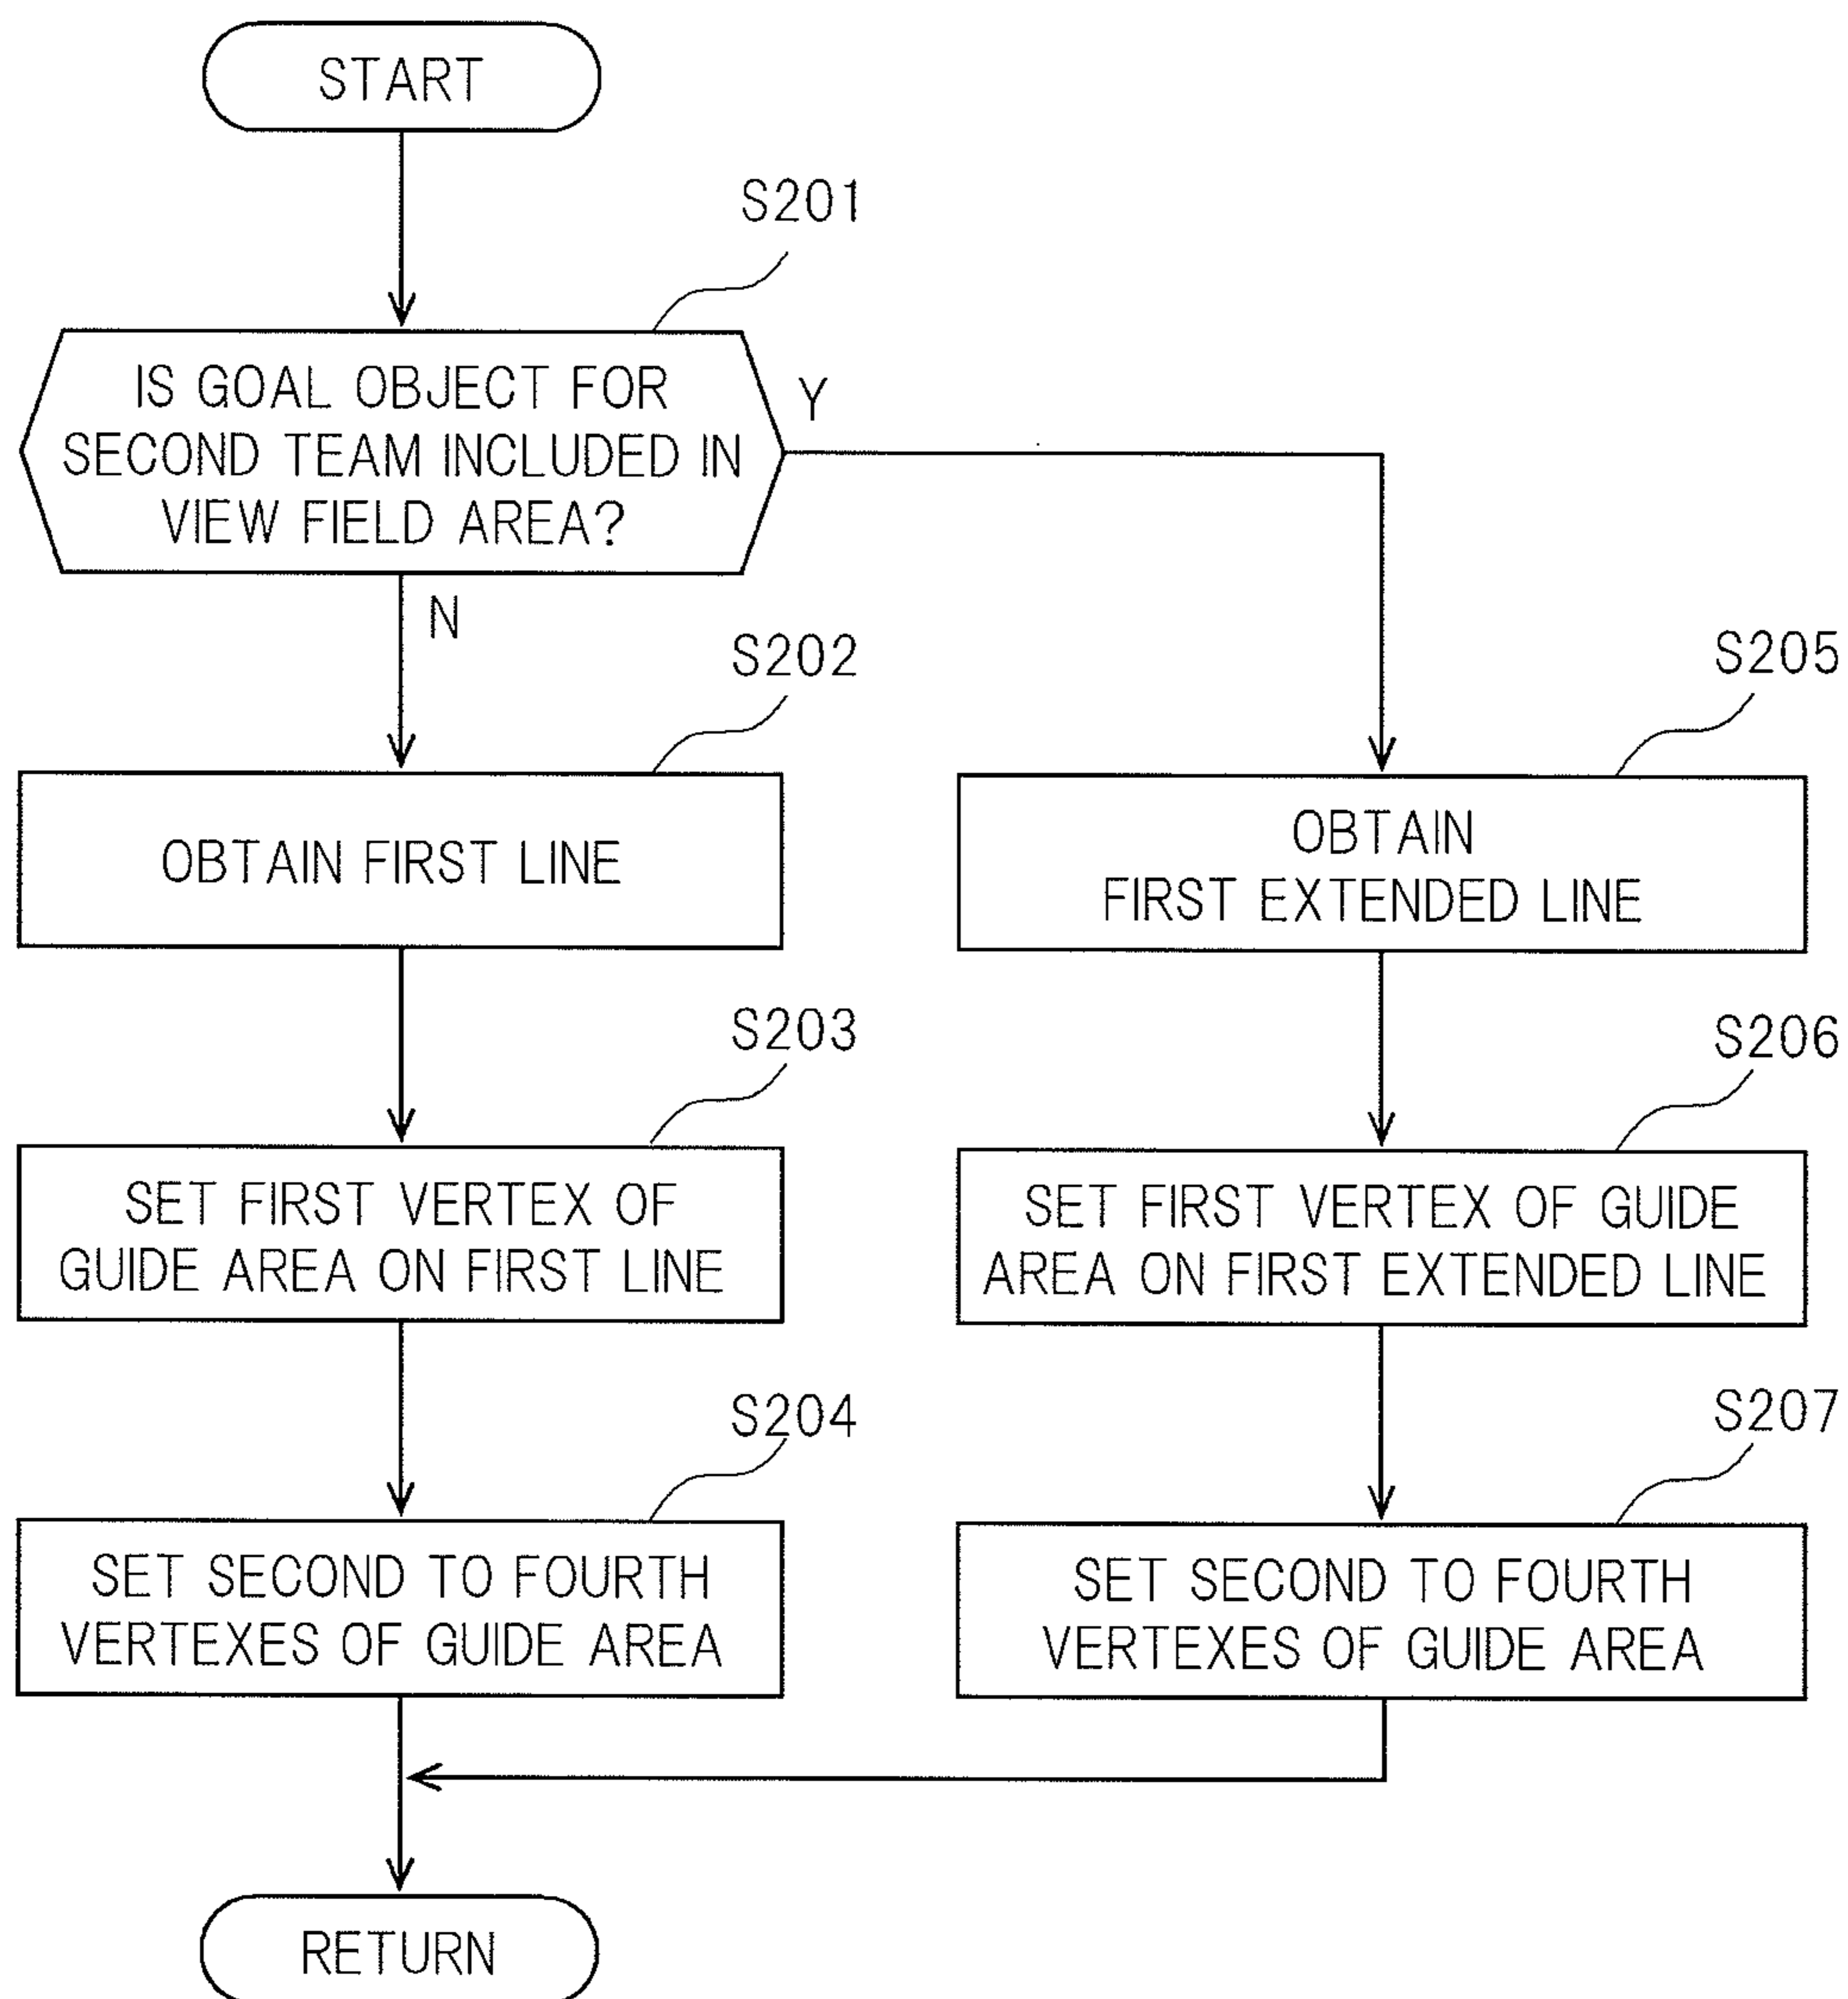 START
S201
IS GOAL OBJECT FOR
SECOND TEAM INCLUDED IN
VIEW FIELD AREA?
Y
N
S202
OBTAIN FIRST LINE
S203
SET FIRST VERTEX OF
GUIDE AREA ON FIRST LINE
S204
SET SECOND TO FOURTH
VERTEXES OF GUIDE AREA
S205
OBTAIN
FIRST EXTENDED LINE
S206
SET FIRST VERTEX OF GUIDE
AREA ON FIRST EXTENDED LINE
S207
SET SECOND TO FOURTH
VERTEXES OF GUIDE AREA
RETURN